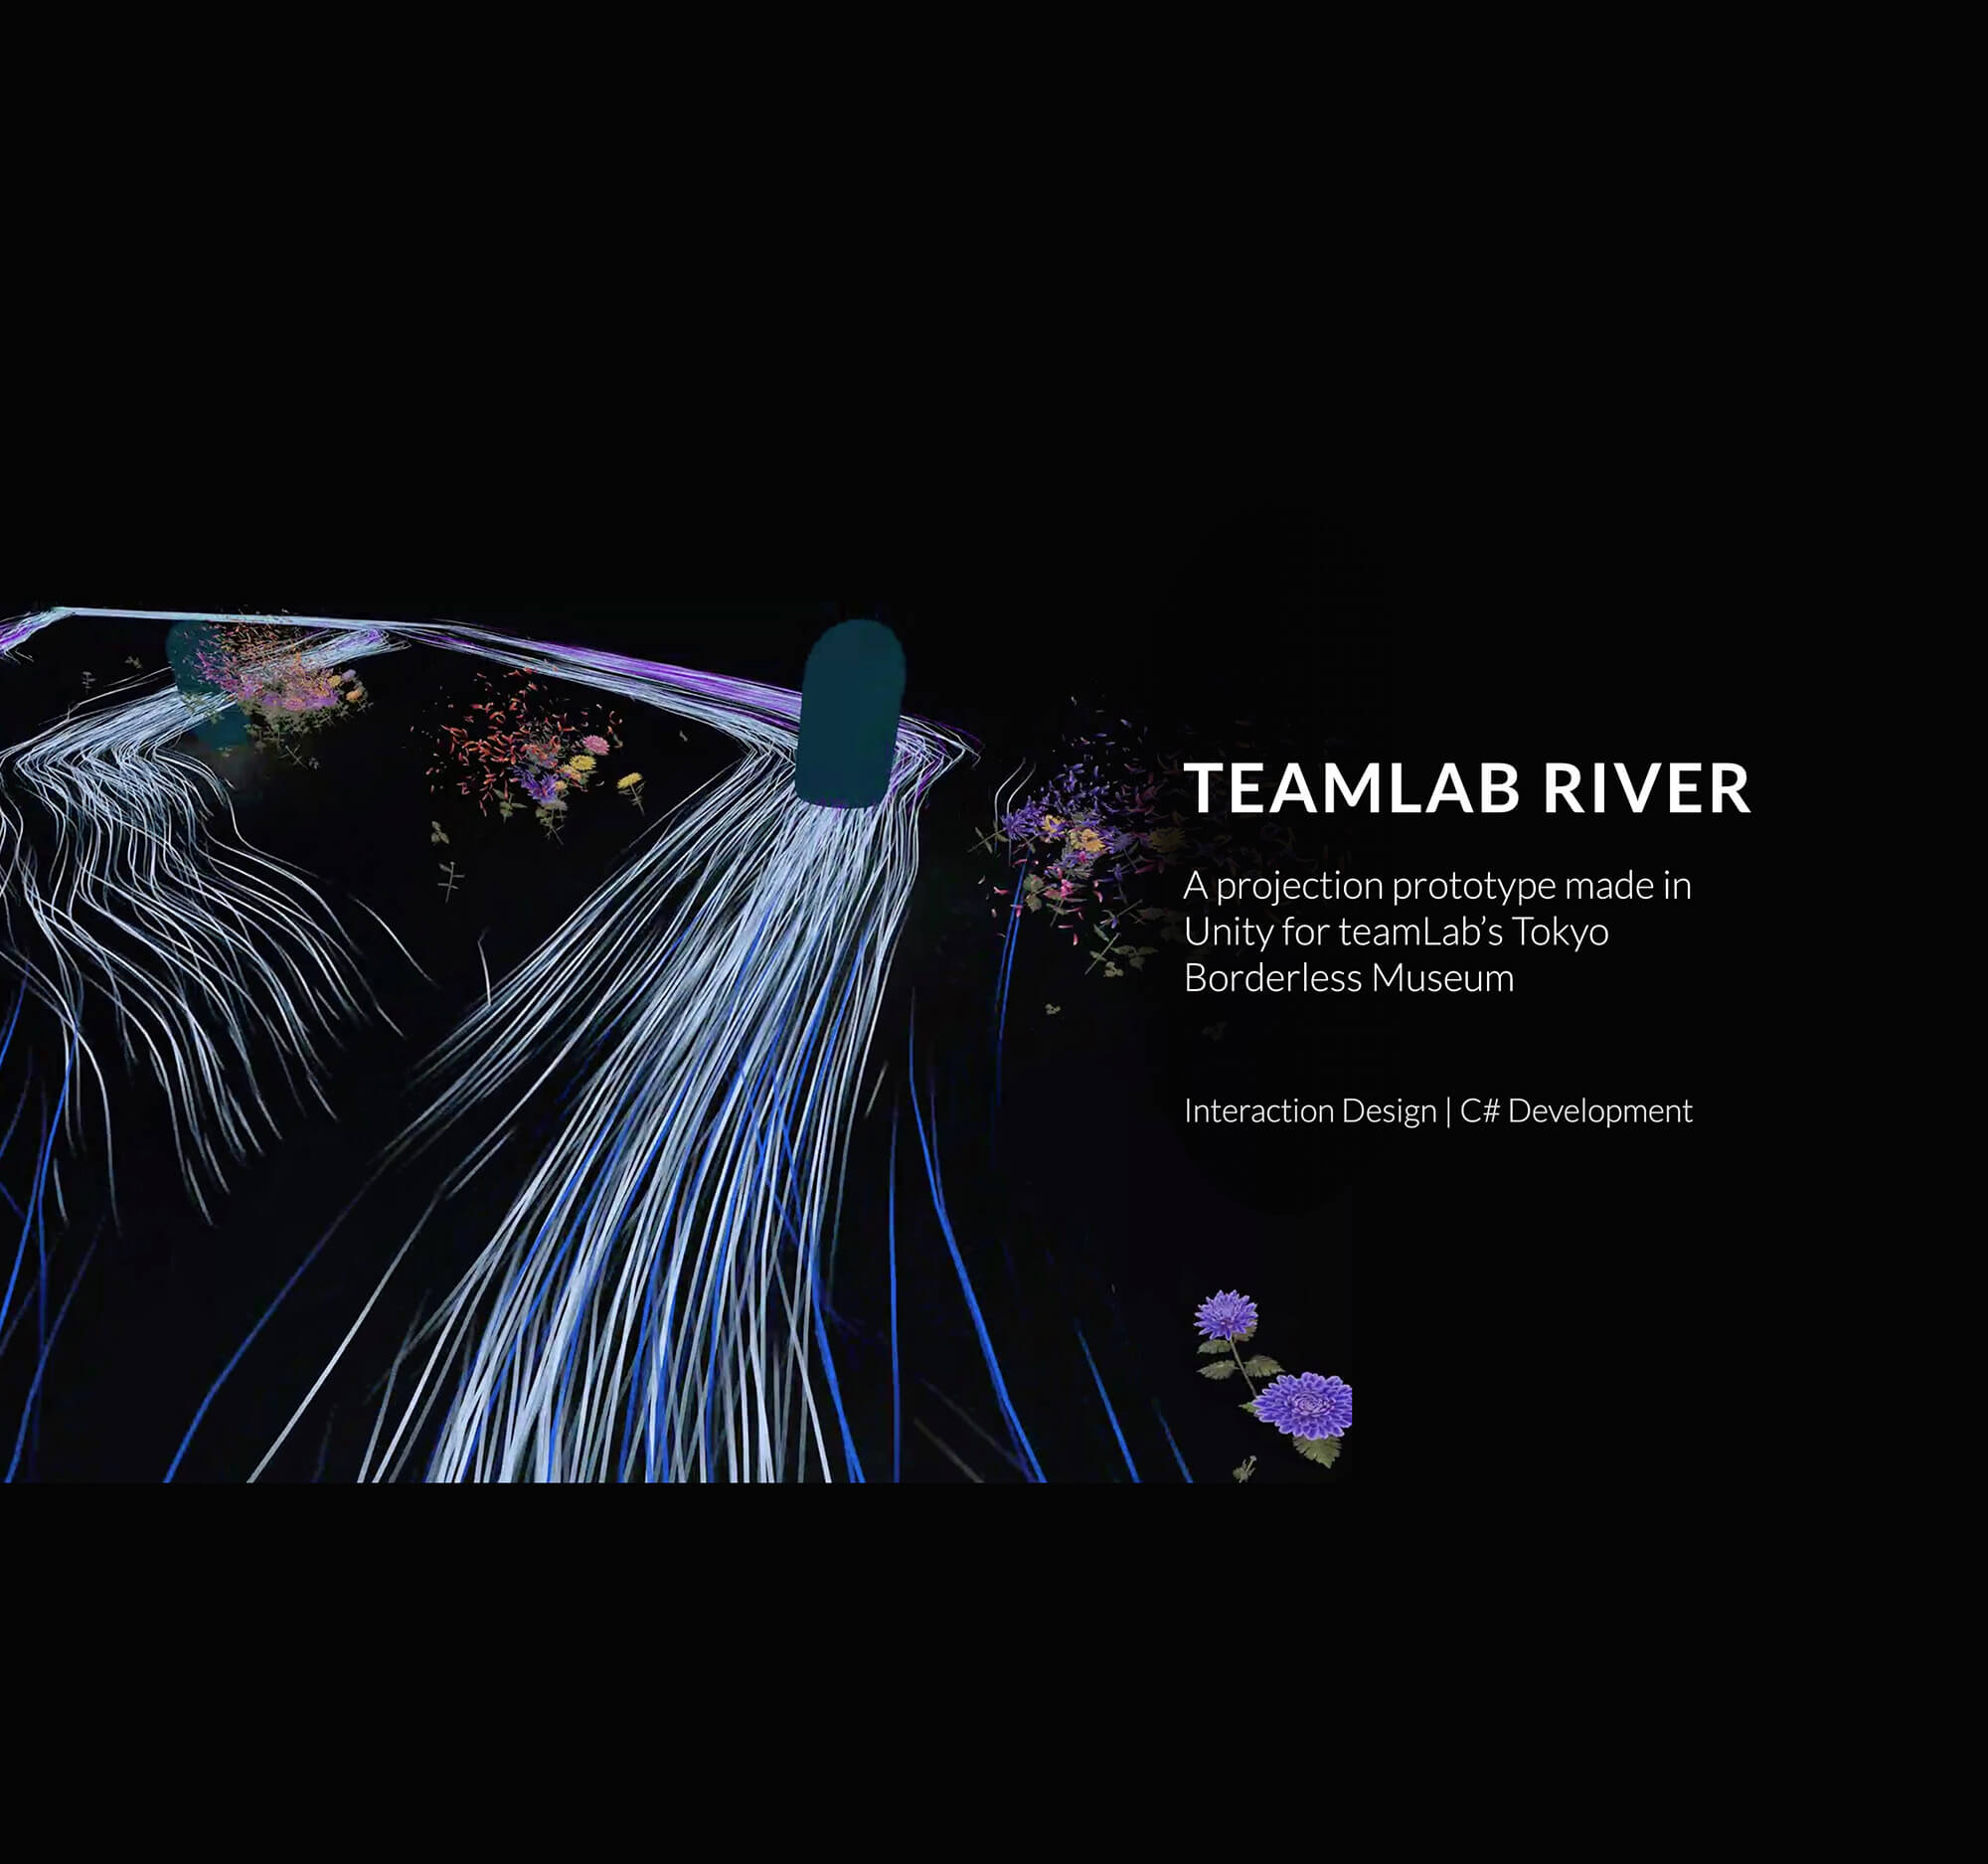 TEAMLAB RIVER
A projection prototype made in
Unity for teamLab’s Tokyo
Borderless Museum
Interaction Design | C# Development